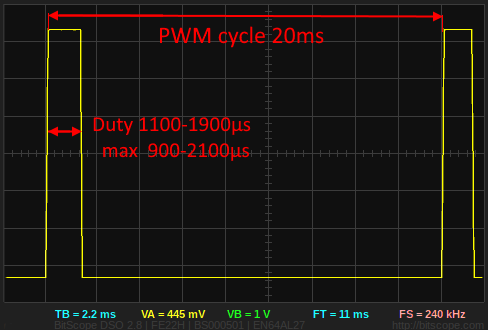 PWM cycle 20ms
Duty 1100-1900µs
max 900-2100µs
TB = 2.2 ms VA = 445 mV VB = 1 V FT = 11 ms FS = 240 kHz
BitScope DSO 2.8 | FE22H | BS000501 | EN64AL27 http://bitscope.com